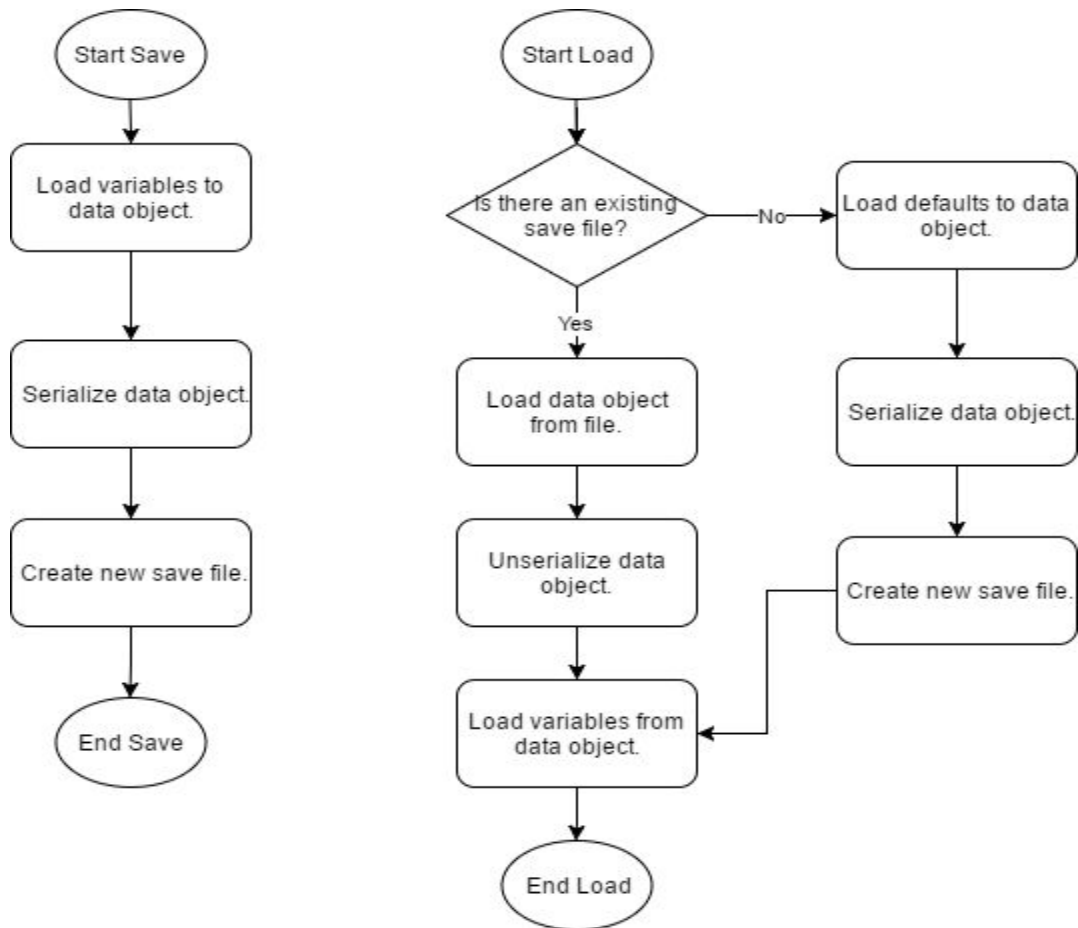 Start Save
Load variables to
data object.
Serialize data object.
Create new save file.
End Save
Start Load
Is there an existing
save file?
No
Yes
Load data object
from file.
Unserialize data
object.
Load variables from
data object.
End Load
Load defaults to data
object.
Serialize data object.
Create new save file.